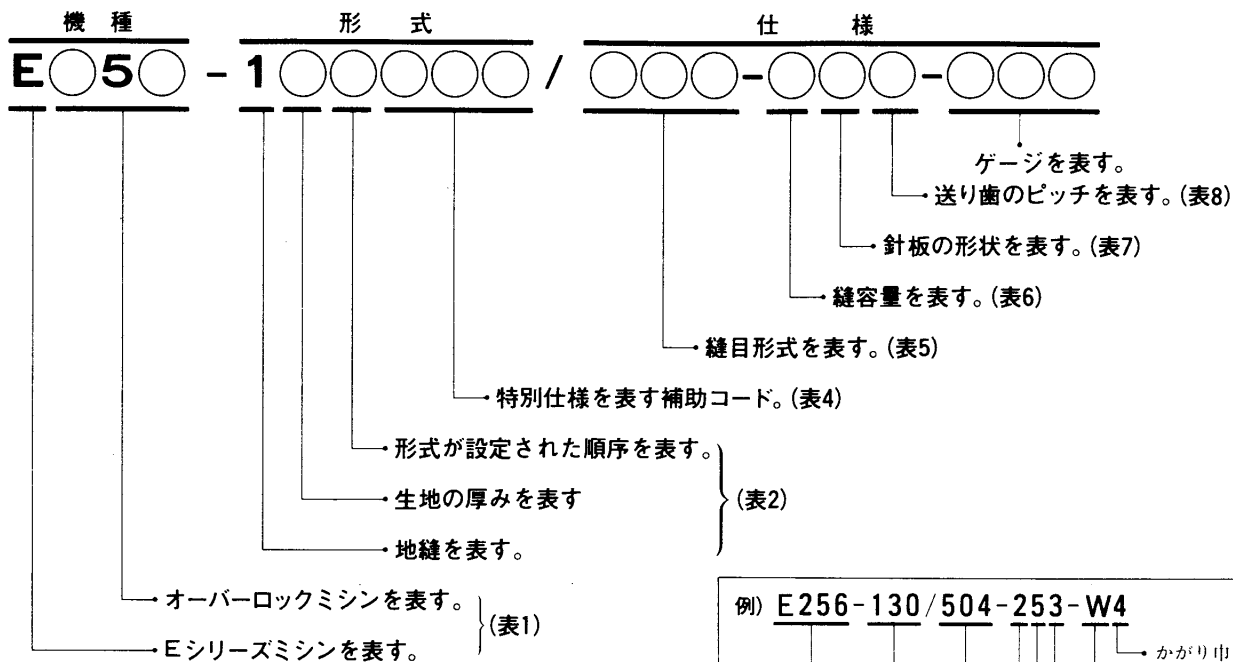 機種 形式 仕様
E○5○-1○○○○○/○○○-○○○-○○○
ゲージを表す。
送り歯のピッチを表す。(表8)
針板の形状を表す。(表7)
縫容量を表す。(表6)
縫目形式を表す。(表5)
特別仕様を表す補助コード。(表4)
形式が設定された順序を表す。
生地の厚みを表す
(表2)
地縫を表す。
オーバーロックミシンを表す。
(表1)
Eシリーズミシンを表す。
例) E256-130/504-253-W4
かがり巾